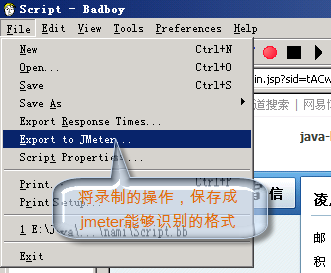 Script - Badboy
File Edit View Tools Preferences Help
New Ctrl+N
Open... Ctrl+O
Save Ctrl+S
Save As
Export Response Times...
Export to JMeter...
Script Properties...
Print... Ctrl+P
Print Setup...
1 E:\Java\...\nami\Script.bb
Exit
in.jsp?sid=tACw
道搜索 | 网易博
java-
信
凌
邮
积
将录制的操作，保存成
jmeter能够识别的格式